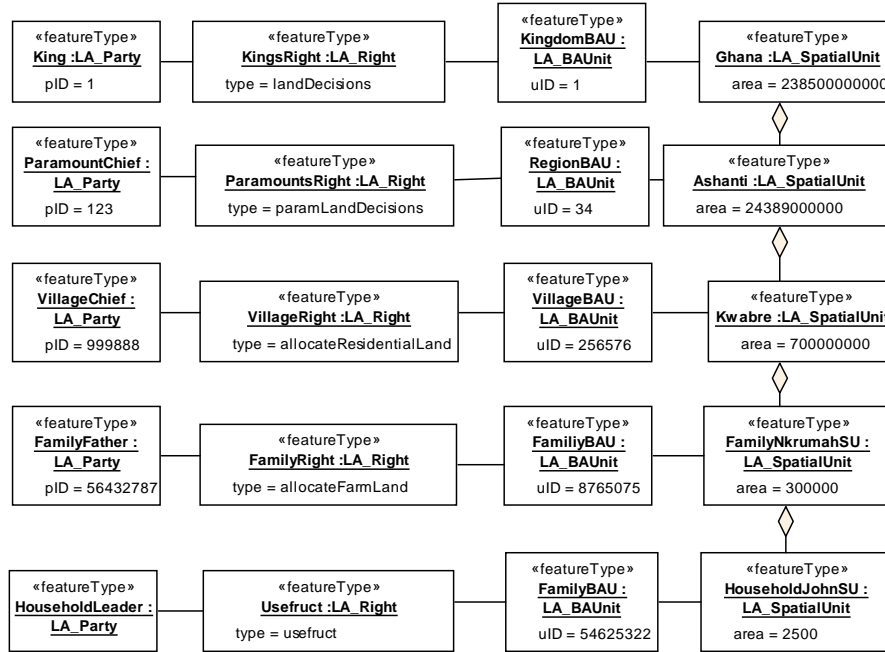 «featureType»
King :LA_Party
pID = 1
«featureType»
KingsRight :LA_Right
type = landDecisions
«featureType»
KingdomBAU :
LA_BAUnit
uID = 1
«featureType»
Ghana :LA_SpatialUnit
area = 238500000000
«featureType»
ParamountChief :
LA_Party
pID = 123
«featureType»
ParamountsRight :LA_Right
type = paramLandDecisions
«featureType»
RegionBAU :
LA_BAUnit
uID = 34
«featureType»
Ashanti :LA_SpatialUnit
area = 24389000000
«featureType»
VillageChief :
LA_Party
pID = 999888
«featureType»
VillageRight :LA_Right
type = allocateResidentialLand
«featureType»
VillageBAU :
LA_BAUnit
uID = 256576
«featureType»
Kwabre :LA_SpatialUnit
area = 700000000
«featureType»
FamilyFather :
LA_Party
pID = 56432787
«featureType»
FamilyRight :LA_Right
type = allocateFarmLand
«featureType»
FamiliyBAU :
LA_BAUnit
uID = 8765075
«featureType»
FamilyNkrumahSU :
LA_SpatialUnit
area = 300000
«featureType»
HouseholdLeader :
LA_Party
«featureType»
Usefruct :LA_Right
type = usefruct
«featureType»
FamilyBAU :
LA_BAUnit
uID = 54625322
«featureType»
HouseholdJohnSU :
LA_SpatialUnit
area = 2500